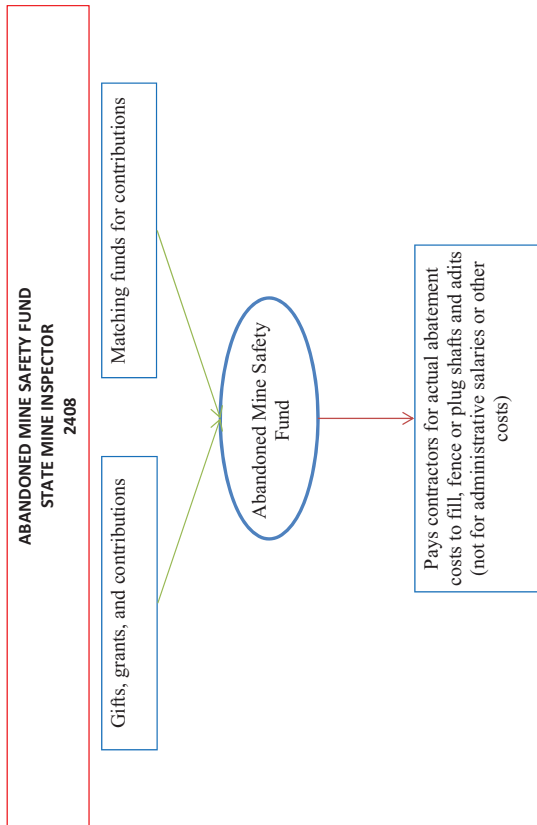 ABANDONED MINE SAFETY FUND
STATE MINE INSPECTOR
2408
Gifts, grants, and contributions
Matching funds for contributions
Abandoned Mine Safety
Fund
Pays contractors for actual abatement
costs to fill, fence or plug shafts and adits
(not for administrative salaries or other
costs)